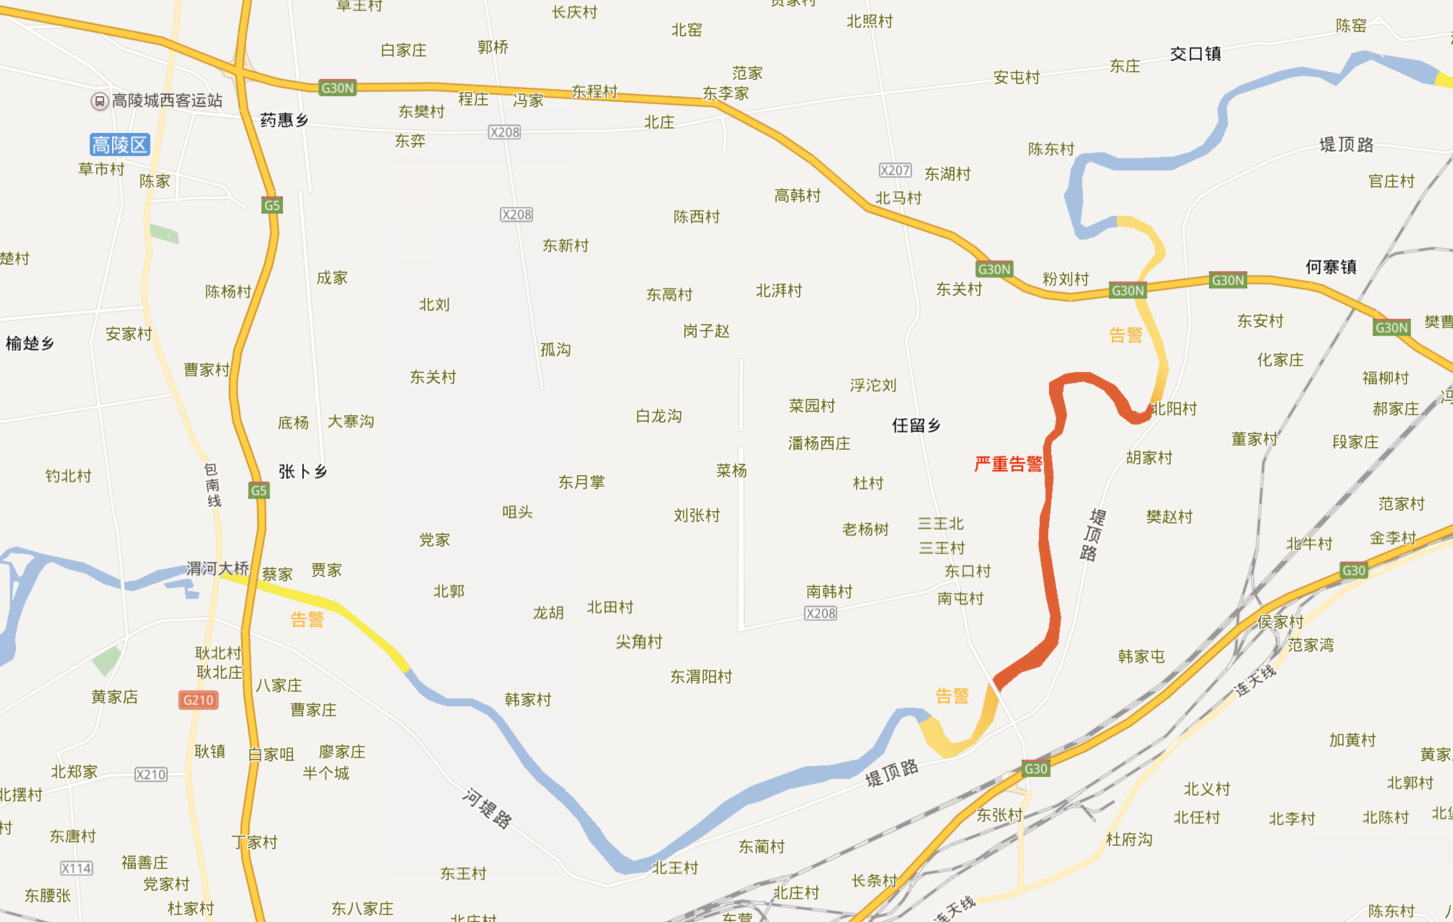 草王村
长庆村
贾家村
北照村
陈窑
北窑
白家庄
郭桥
交口镇
范家
东庄
安屯村
G30N
东程村
东李家
程庄
冯家
高陵城西客运站
东樊村
药惠乡
北庄
X208
东弈
高陵区
堤顶路
陈东村
草市村
陈家
X207
东湖村
官庄村
高韩村
北马村
G5
X208
陈西村
东新村
楚村
何寨镇
G30N
成家
粉刘村
G30N
G30N
陈杨村
东关村
东鬲村
北湃村
北刘
东安村
樊曹
G30N
岗子赵
安家村
告警
榆楚乡
孤沟
化家庄
曹家村
东关村
福柳村
浮沱刘
冯
菜园村
北阳村
郝家庄
白龙沟
底杨
大寨沟
任留乡
董家村
段家庄
潘杨西庄
胡家村
严重告警
张卜乡
菜杨
钓北村
包南线
东月掌
杜村
G5
范家村
咀头
刘张村
樊赵村
三王北
老杨树
堤顶路
党家
金李村
北牛村
三王村
渭河大桥
蔡家
贾家
东口村
G30
北郭
南韩村
南屯村
北田村
龙胡
X208
告警
侯家村
尖角村
范家湾
耿北村
韩家屯
耿北庄
东渭阳村
连天线
八家庄
黄家店
G210
韩家村
告警
曹家庄
加黄村
耿镇
白家咀
廖家庄
黄家
G30
北郑家
X210
半个城
堤顶路
北郭村
北义村
北摆村
河堤路
东张村
北任村
北李村
北陈村
村
东唐村
丁家村
杜府沟
东蔺村
福善庄
X114
北王村
东王村
党家村
长条村
东腰张
北庄村
杜家村
东八家庄
连天线
陈东村
东营
北庄村